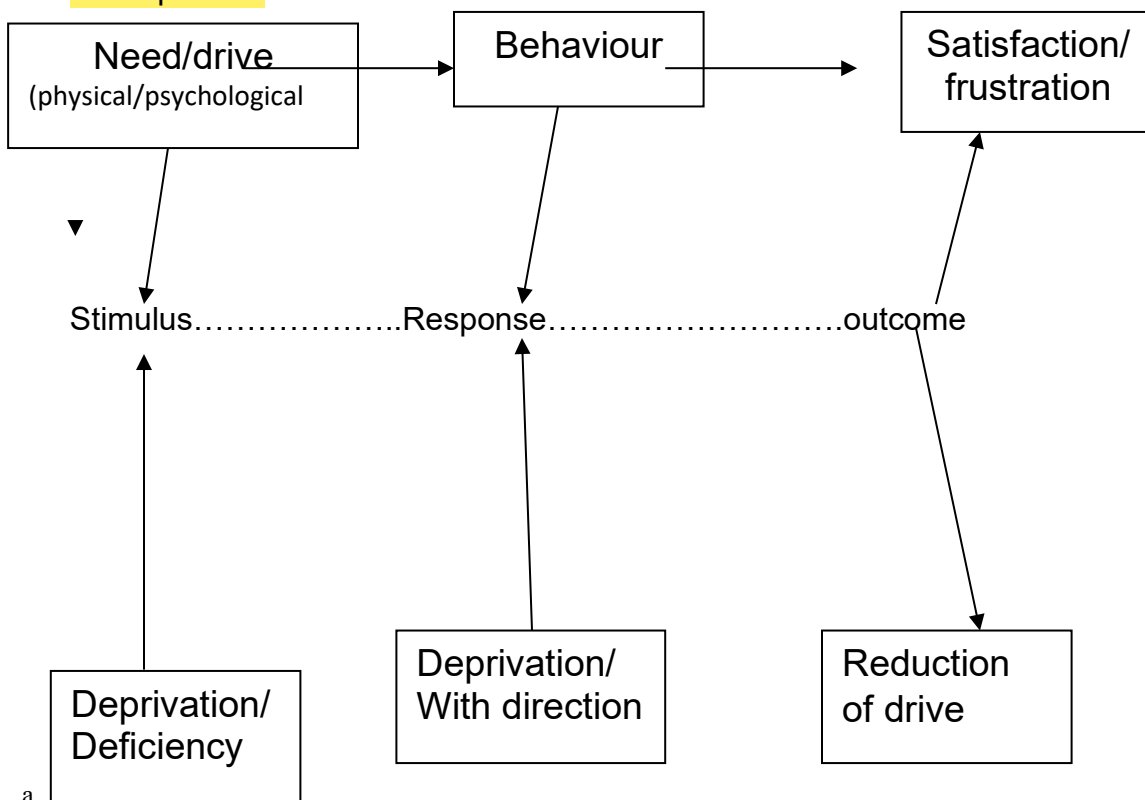 Need/drive
(physical/psychological
Behaviour
Satisfaction/
frustration
Stimulus…………………..Response……………………….outcome
Deprivation/
Deficiency
Deprivation/
With direction
Reduction
of drive
a